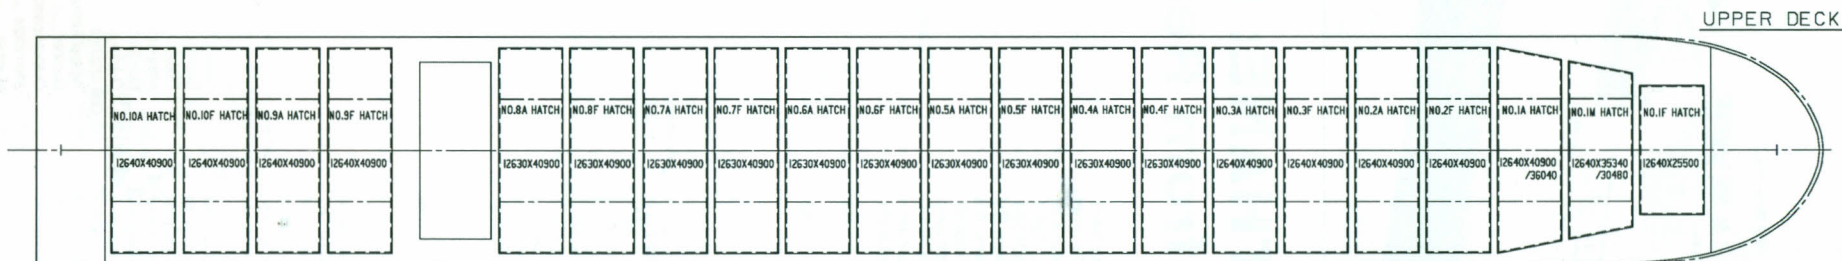 UPPER DECK
NO.10A HATCH
12640X40900
NO.10F HATCH
12640X40900
NO.9A HATCH
12640X40900
NO.9F HATCH
12640X40900
NO.8A HATCH
12630X40900
NO.8F HATCH
12630X40900
NO.7A HATCH
12630X40900
NO.7F HATCH
12630X40900
NO.6A HATCH
12630X40900
NO.6F HATCH
12630X40900
NO.5A HATCH
12630X40900
NO.5F HATCH
12630X40900
NO.4A HATCH
12630X40900
NO.4F HATCH
12630X40900
NO.3A HATCH
12640X40900
NO.3F HATCH
12640X40900
NO.2A HATCH
12640X40900
NO.2F HATCH
12640X40900
NO.1A HATCH
12640X40900
/36040
NO.1M HATCH
12640X35340
/30480
NO.1F HATCH
12640X25500